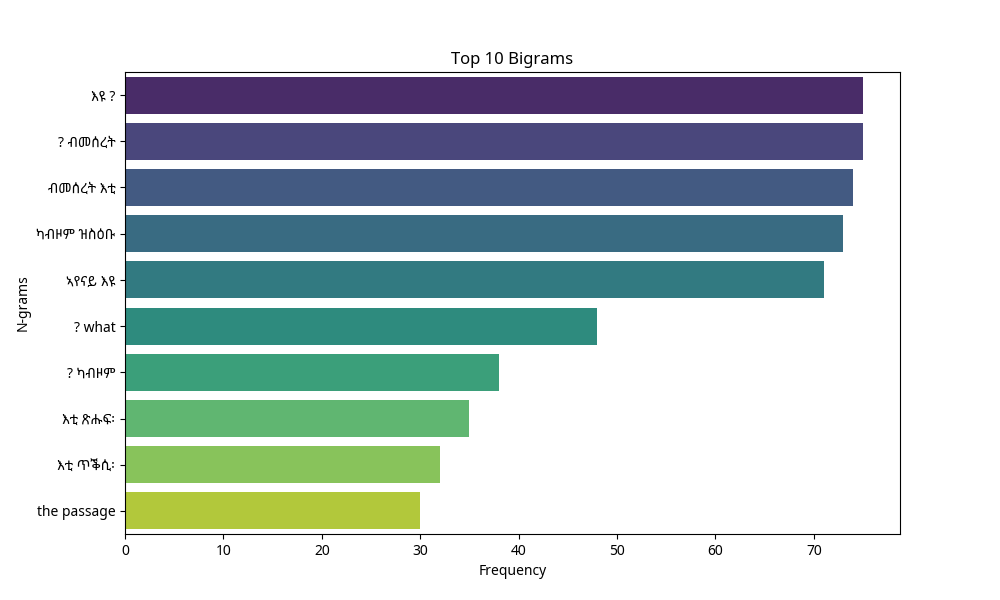 Top 10 Bigrams
እዩ ?
? ብመሰረት
ብመሰረት እቲ
ካብዞም ዝስዕቡ
ኣየናይ እዩ
? what
? ካብዞም
እቲ ጽሑፍ፡
እቲ ጥቕሲ፡
the passage
N-grams
0 10 20 30 40 50 60 70
Frequency